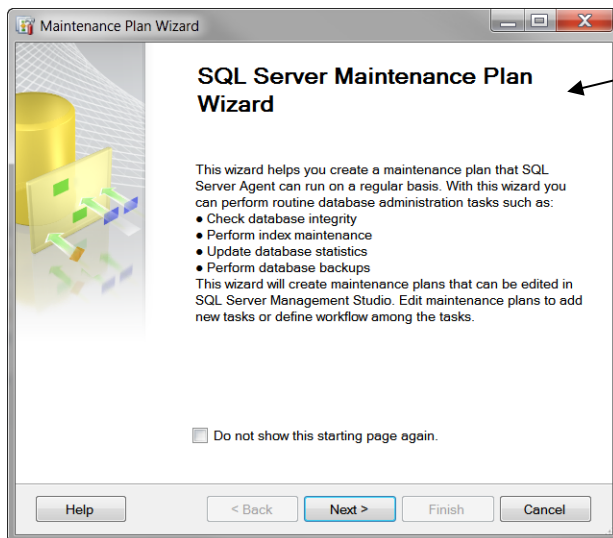 Maintenance Plan Wizard
SQL Server Maintenance Plan
Wizard
This wizard helps you create a maintenance plan that SQL
Server Agent can run on a regular basis. With this wizard you
can perform routine database administration tasks such as:
● Check database integrity
● Perform index maintenance
● Update database statistics
● Perform database backups
This wizard will create maintenance plans that can be edited in
SQL Server Management Studio. Edit maintenance plans to add
new tasks or define workflow among the tasks.
Do not show this starting page again.
Help < Back Next > Finish Cancel